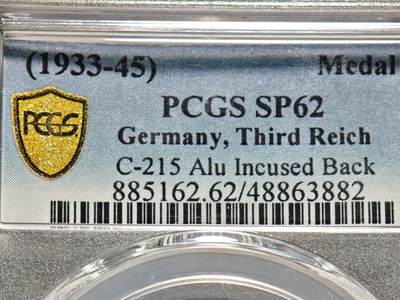 (1933-45) Medal
PCGS
PCGS SP62
Germany, Third Reich
C-215 Alu Incused Back
885162.62/48863882